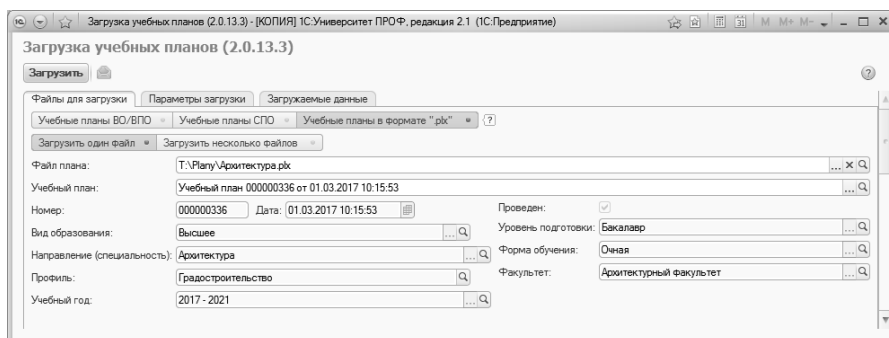 Загрузка учебных планов (2.0.13.3) - [КОПИЯ] 1С:Университет ПРОФ, редакция 2.1 (1С:Предприятие)
M M+ M-
Загрузка учебных планов (2.0.13.3)
Загрузить
Файлы для загрузки Параметры загрузки Загружаемые данные
Учебные планы ВО/ВПО Учебные планы СПО Учебные планы в формате ".plx" ?
Загрузить один файл Загрузить несколько файлов
Файл плана: T:\Plany\Архитектура.plx
Учебный план: Учебный план 000000336 от 01.03.2017 10:15:53
Номер: 000000336 Дата: 01.03.2017 10:15:53 Проведен:
Вид образования: Высшее Уровень подготовки: Бакалавр
Направление (специальность): Архитектура Форма обучения: Очная
Профиль: Градостроительство Факультет: Архитектурный факультет
Учебный год: 2017 - 2021